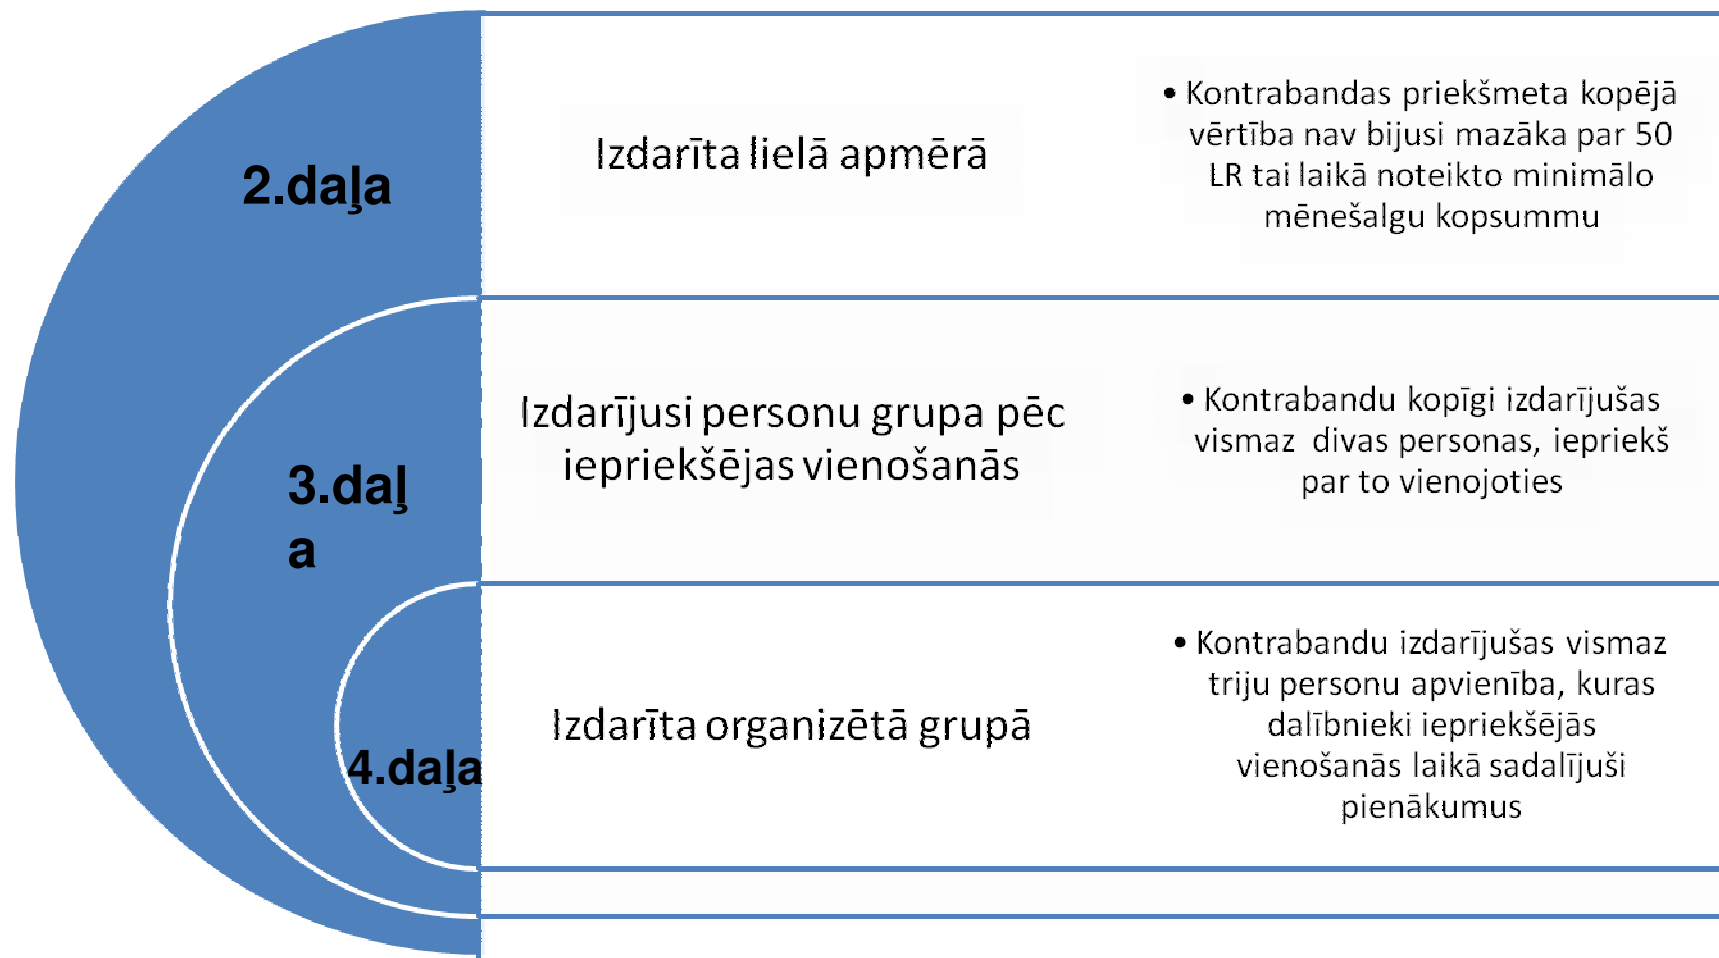 2.daļa
Izdarīta lielā apmērā
• Kontrabandas priekšmeta kopējā
vērtība nav bijusi mazāka par 50
LR tai laikā noteikto minimālo
mēnešalgu kopsummu
3.daļ
a
Izdarījusi personu grupa pēc
iepriekšējas vienošanās
• Kontrabandu kopīgi izdarījušas
vismaz divas personas, iepriekš
par to vienojoties
4.daļa
Izdarīta organizētā grupā
• Kontrabandu izdarījušas vismaz
triju personu apvienība, kuras
dalībnieki iepriekšējās
vienošanās laikā sadalījuši
pienākumus